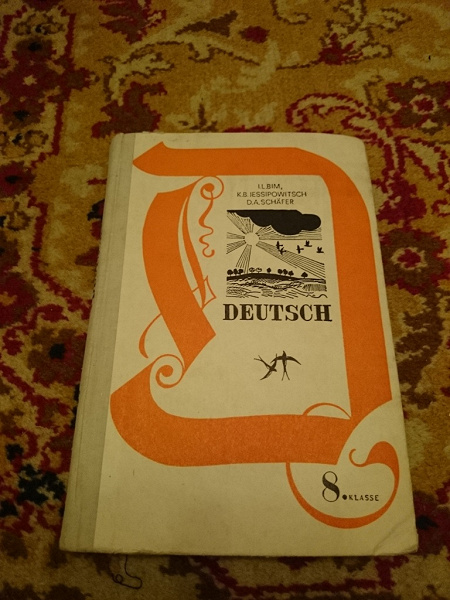 I.L.BIM,
K.B.JESSIPOWITSCH
D.A.SCHÄFER
DEUTSCH
8.KLASSE